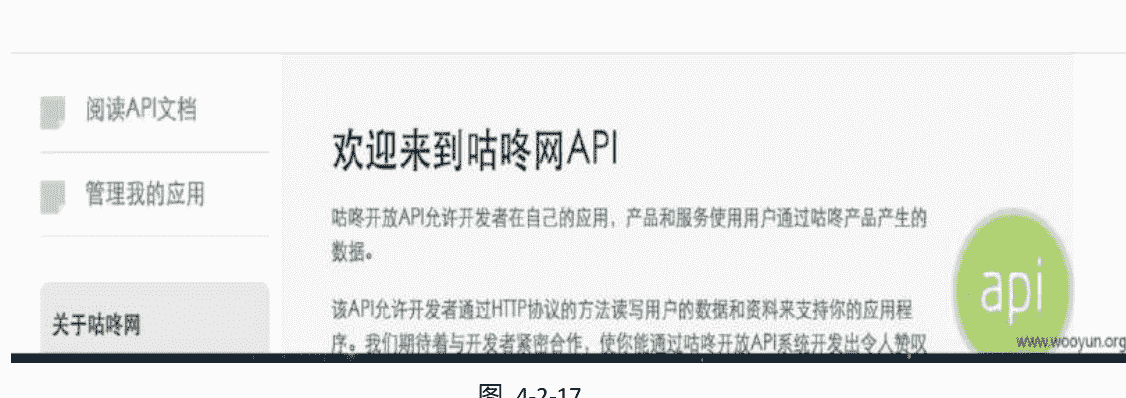 阅读API文档
管理我的应用
关于咕咚网
欢迎来到咕咚网API
咕咚开放API允许开发者在自己的应用，产品和服务使用用户通过咕咚产品产生的
数据。
该API允许开发者通过HTTP协议的方法读写用户的数据和资料来支持你的应用程
序。我们期待着与开发者紧密合作，使你能通过咕咚开放API系统开发出令人赞叹
api
www.wooyun.org
图 4-2-17